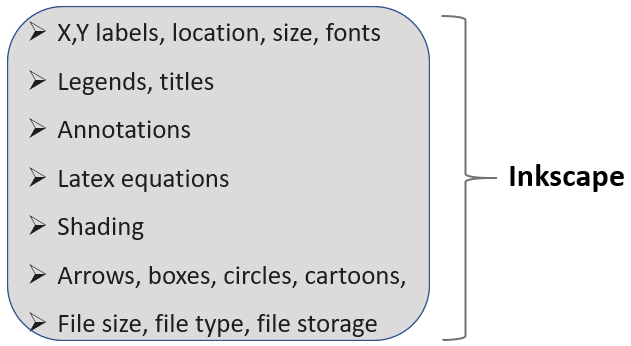 X,Y labels, location, size, fonts
Legends, titles
Annotations
Latex equations
Shading
Arrows, boxes, circles, cartoons,
File size, file type, file storage
Inkscape